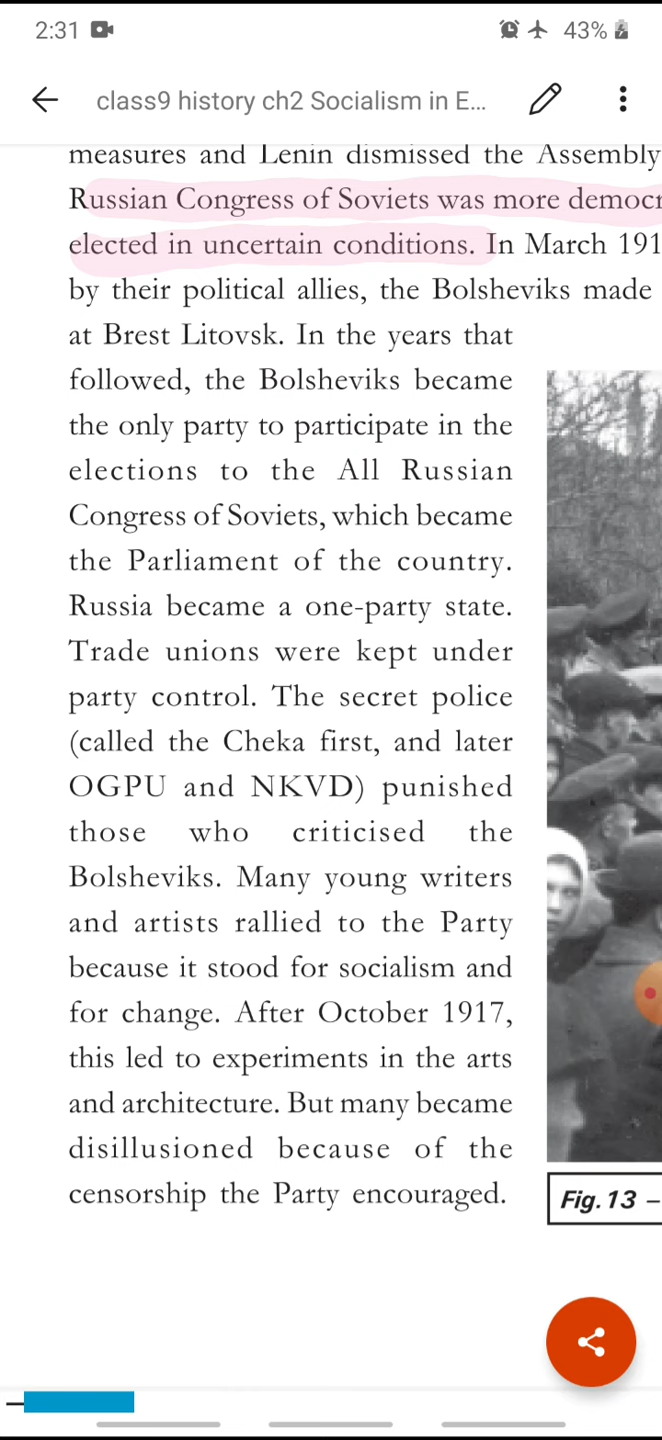 2:31
43%
class9 history ch2 Socialism in E...
measures and Lenin dismissed the Assembly
Russian Congress of Soviets was more democr
elected in uncertain conditions. In March 191
by their political allies, the Bolsheviks made
at Brest Litovsk. In the years that
followed, the Bolsheviks became
the only party to participate in the
elections to the All Russian
Congress of Soviets, which became
the Parliament of the country.
Russia became a one-party state.
Trade unions were kept under
party control. The secret police
(called the Cheka first, and later
OGPU and NKVD) punished
those who criticised the
Bolsheviks. Many young writers
and artists rallied to the Party
because it stood for socialism and
for change. After October 1917,
this led to experiments in the arts
and architecture. But many became
disillusioned because of the
censorship the Party encouraged.
Fig. 13 –